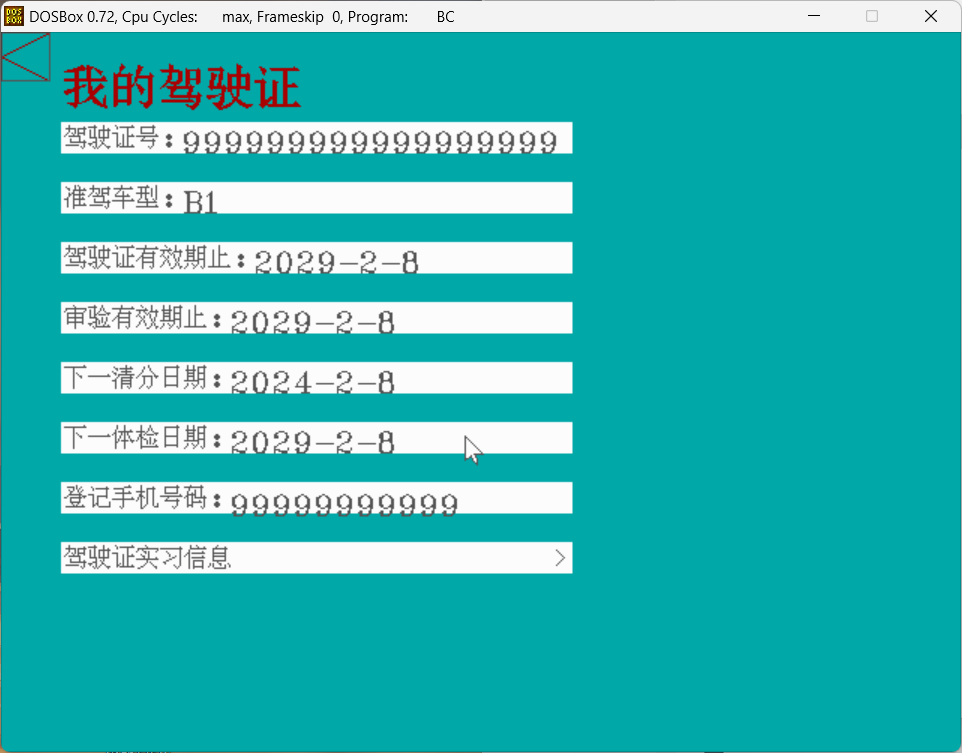 DOSBox 0.72, Cpu Cycles: max, Frameskip 0, Program: BC
我的驾驶证
驾驶证号：999999999999999999
准驾车型：B1
驾驶证有效期止：2029-2-8
审验有效期止：2029-2-8
下一清分日期：2024-2-8
下一体检日期：2029-2-8
登记手机号码：99999999999
驾驶证实习信息